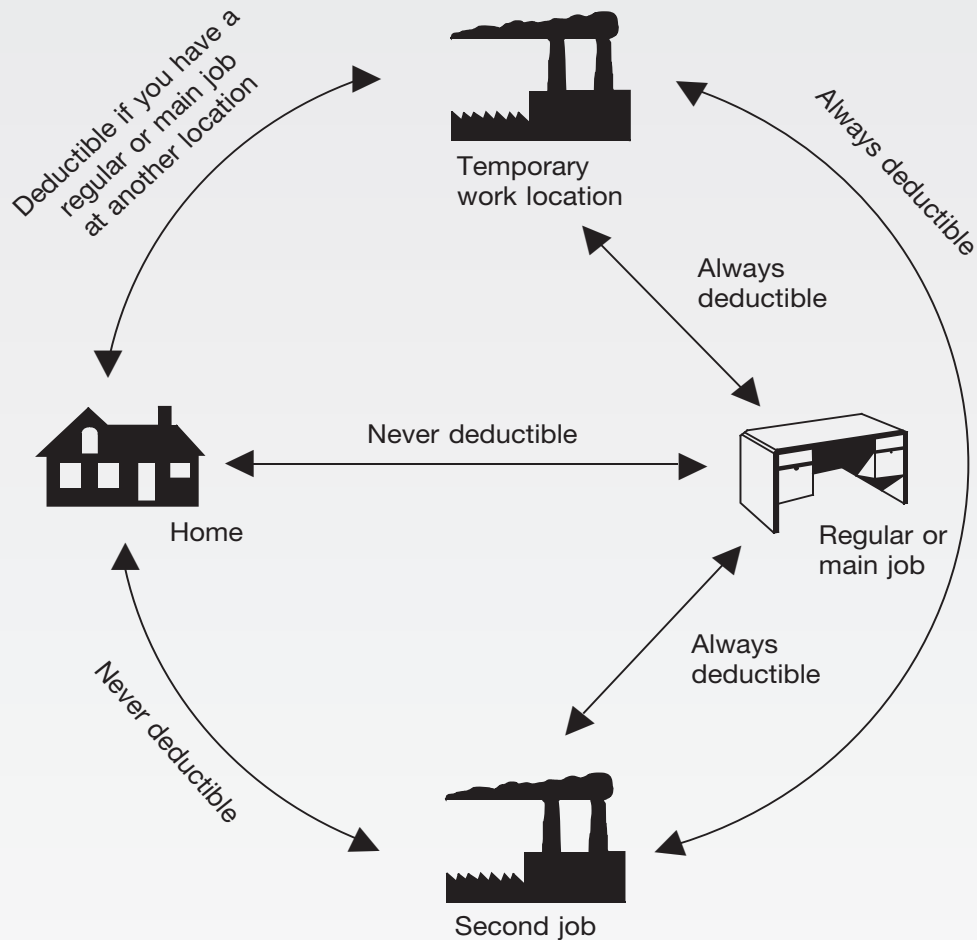 Deductible if you have a
regular or main job
at another location
Temporary
work location
Always deductible
Always
deductible
Never deductible
Home
Regular or
main job
Always
deductible
Never deductible
Second job